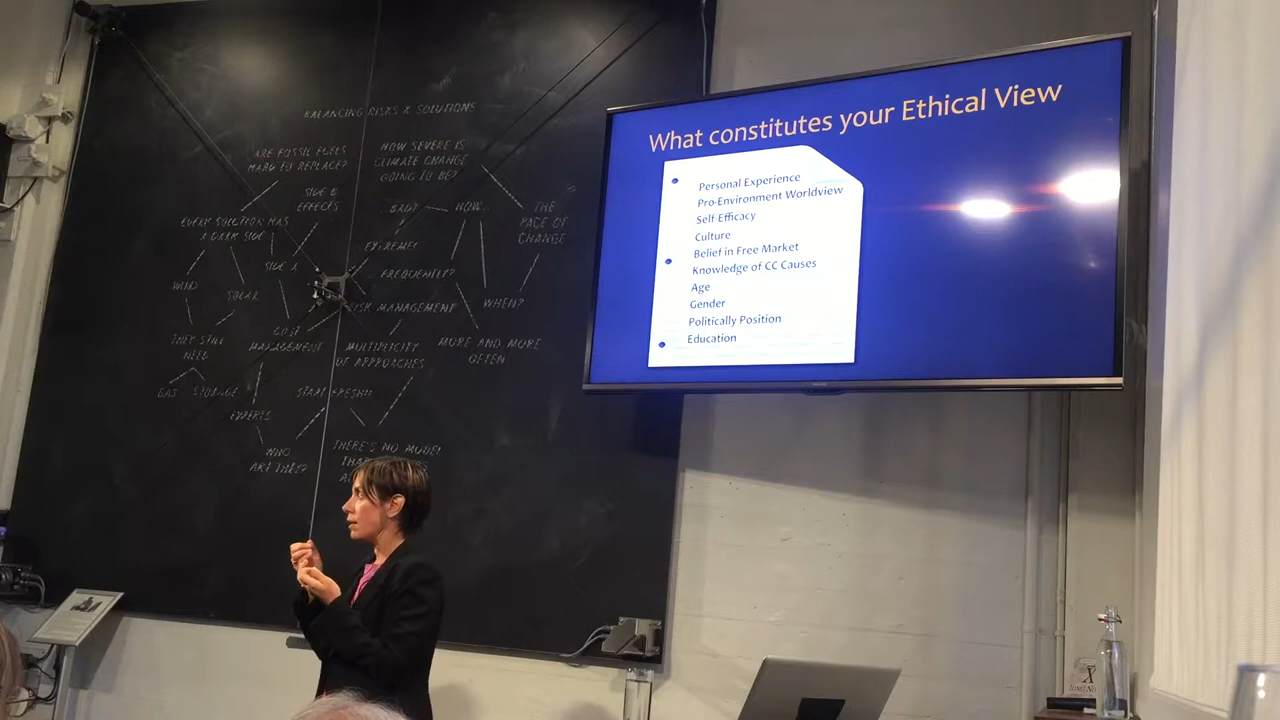 BALANCING RISKS & SOLUTIONS
ARE FOSSIL FUELS
HARD TO REPLACE?
HOW SEVERE IS
CLIMATE CHANGE
GOING TO BE?
SIDE B
EFFECTS
EVERY SOLUTION HAS
A DARK SIDE
BAD?
HOW...
THE
PACE OF
CHANGE
EXTREME?
SIDE A
FREQUENTLY?
WIND
SOLAR
RISK MANAGEMENT
WHEN?
COST
MANAGEMENT
THEY STILL
NEED
MULTIPLICITY
OF APPROACHES
MORE AND MORE
OFTEN
GAS STORAGE
START FRESH
EXPERTS
WHO
ARE THEY?
THERE'S NO MODEL
What constitutes your Ethical View
Personal Experience
Pro-Environment Worldview
Self-Efficacy
Culture
Belief in Free Market
Knowledge of CC Causes
Age
Gender
Politically Position
Education